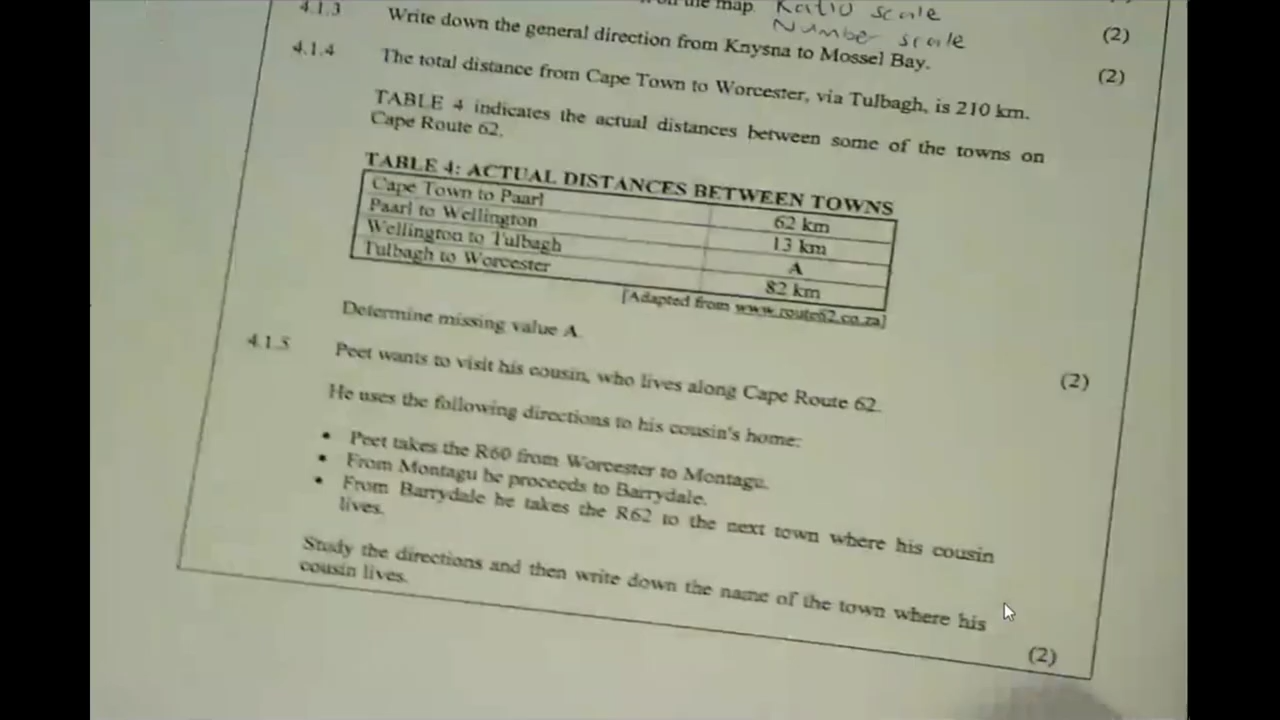 on the map. Ratio scale
Number scale
4.1.3 Write down the general direction from Knysna to Mossel Bay. (2)
4.1.4 The total distance from Cape Town to Worcester, via Tulbagh, is 210 km. (2)
TABLE 4 indicates the actual distances between some of the towns on
Cape Route 62.
TABLE 4: ACTUAL DISTANCES BETWEEN TOWNS
Cape Town to Paarl 62 km
Paarl to Wellington 13 km
Wellington to Tulbagh A
Tulbagh to Worcester 82 km
[Adapted from www.route62.co.za]
Determine missing value A. (2)
4.1.5 Peet wants to visit his cousin, who lives along Cape Route 62.
He uses the following directions to his cousin's home:
• Peet takes the R60 from Worcester to Montagu.
• From Montagu he proceeds to Barrydale.
• From Barrydale he takes the R62 to the next town where his cousin
lives.
Study the directions and then write down the name of the town where his
cousin lives. (2)